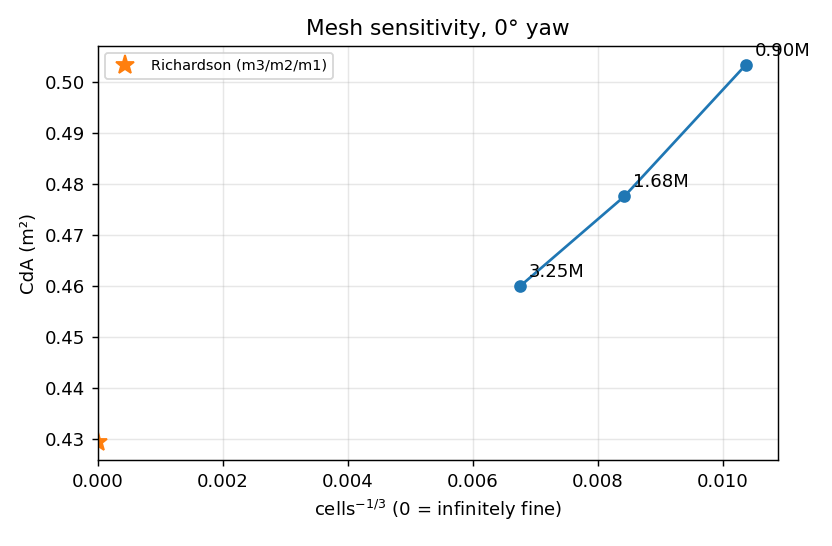 Mesh sensitivity, 0° yaw
Richardson (m3/m2/m1)
0.90M
1.68M
3.25M
CdA (m²)
0.50
0.49
0.48
0.47
0.46
0.45
0.44
0.43
0.000 0.002 0.004 0.006 0.008 0.010
cells⁻¹/³ (0 = infinitely fine)